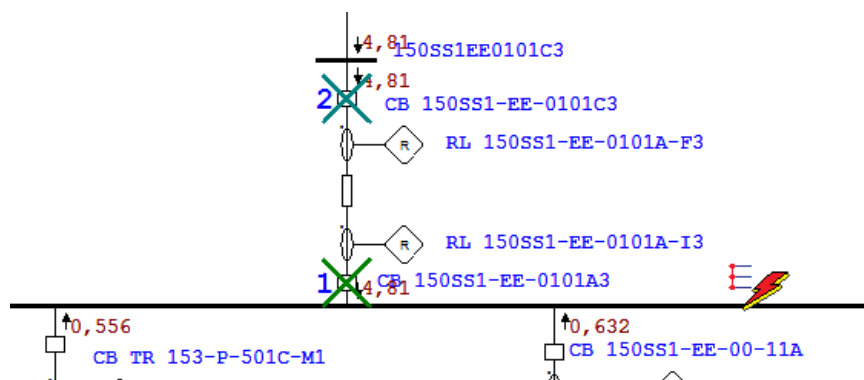 4,81
150SS1EE0101C3
4,81
2
CB 150SS1-EE-0101C3
R
RL 150SS1-EE-0101A-F3
R
RL 150SS1-EE-0101A-I3
1
CB 150SS1-EE-0101A3
4,81
0,556
0,632
CB TR 153-P-501C-M1
CB 150SS1-EE-00-11A